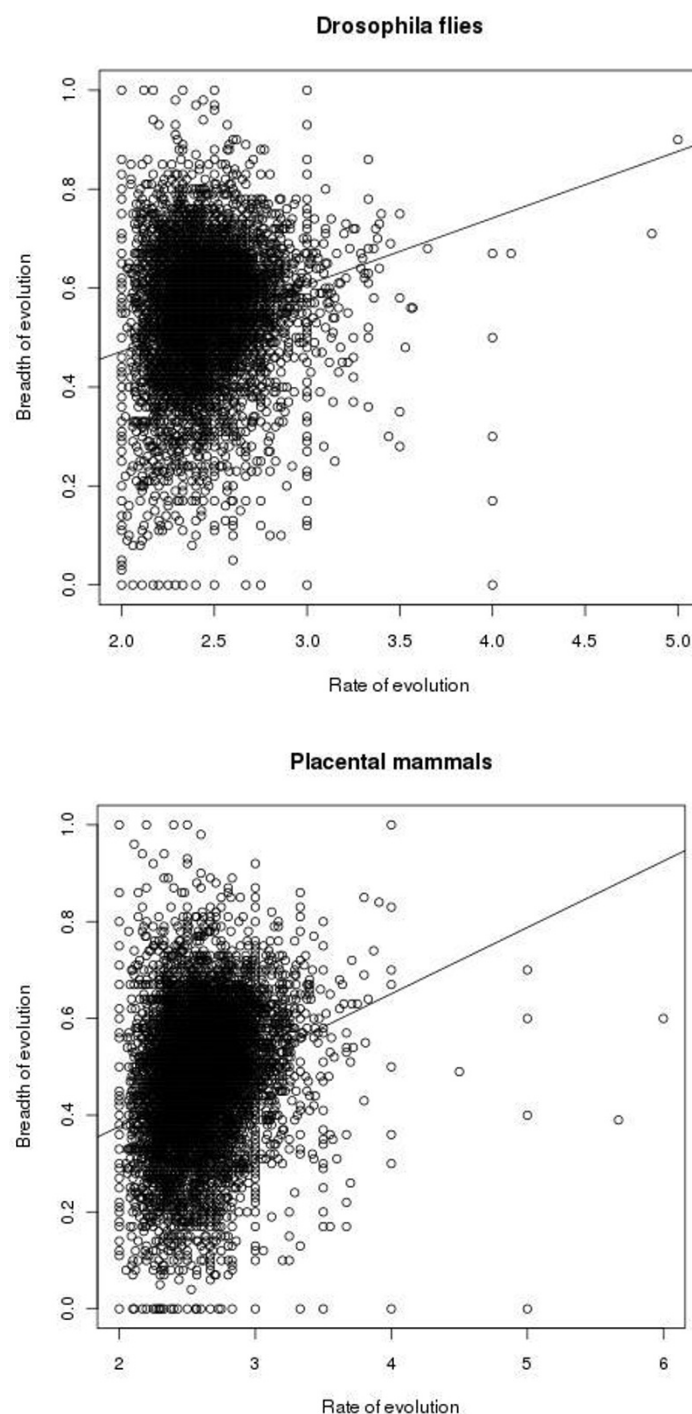 Drosophila flies
1.0
0.8
0.6
0.4
0.2
0.0
Breadth of evolution
2.0 2.5 3.0 3.5 4.0 4.5 5.0
Rate of evolution
Placental mammals
1.0
0.8
0.6
0.4
0.2
0.0
Breadth of evolution
2 3 4 5 6
Rate of evolution